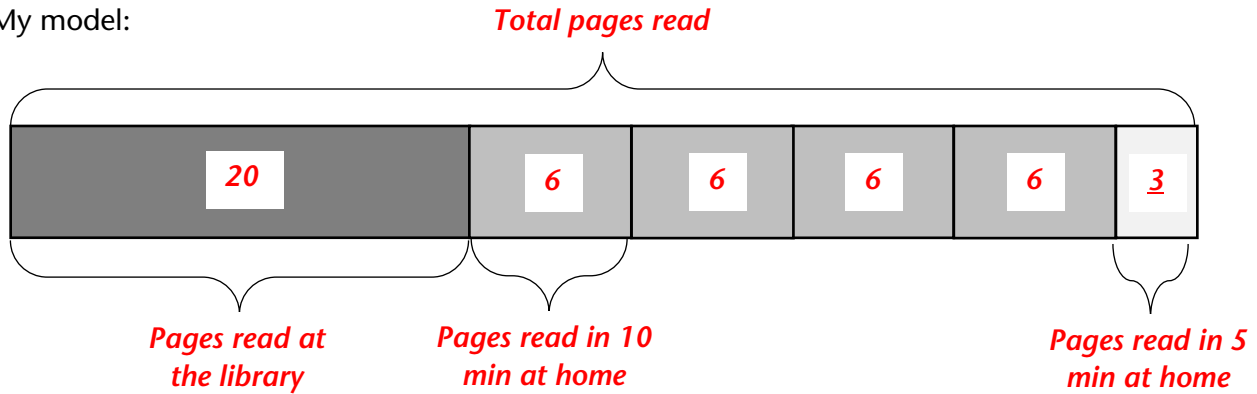 My model:
Total pages read
20 6 6 6 6 3
Pages read at
the library
Pages read in 10
min at home
Pages read in 5
min at home